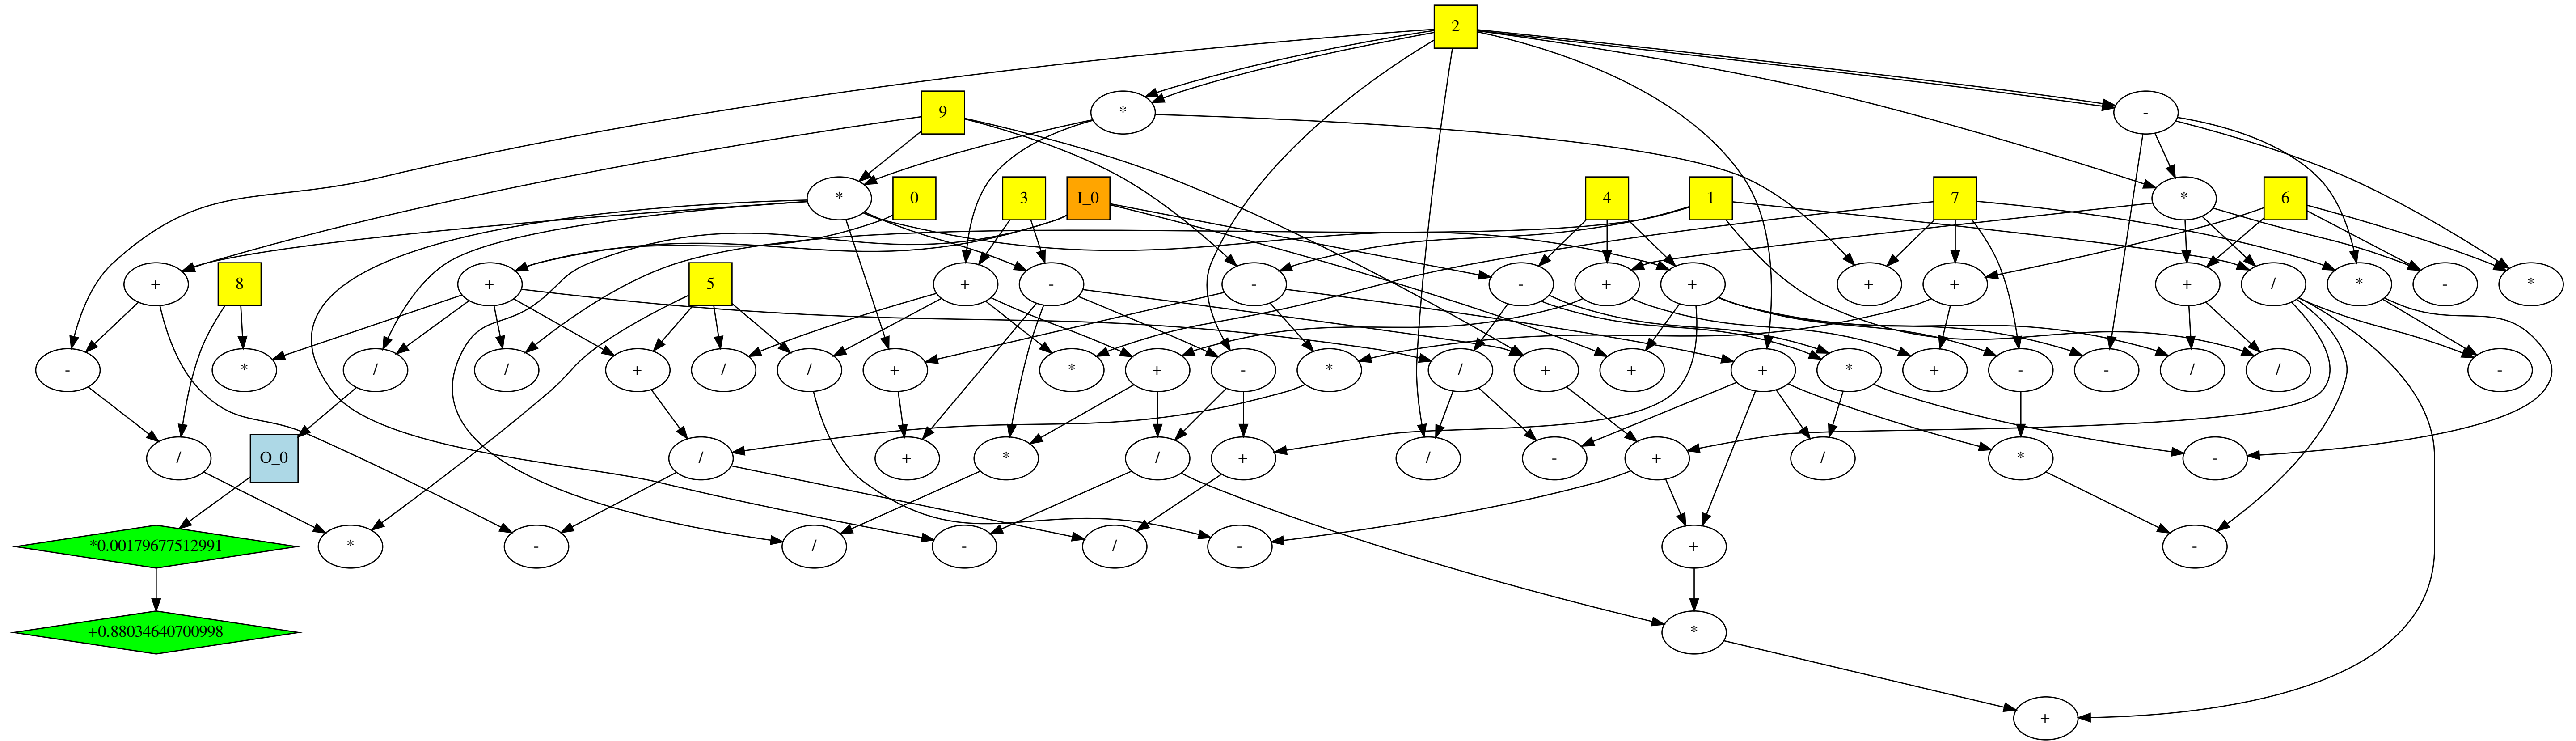 2
9 * -
* 0 3 I_0 4 1 7 * 6
+ 8 + 5 + - - - + + + + + / * - *
- * / / + / / + * + - * / + + + * + - - / / -
/ O_0 / + * / + / - + / * -
*0.00179677512991 * - / - / - + -
+0.88034640700998 *
+